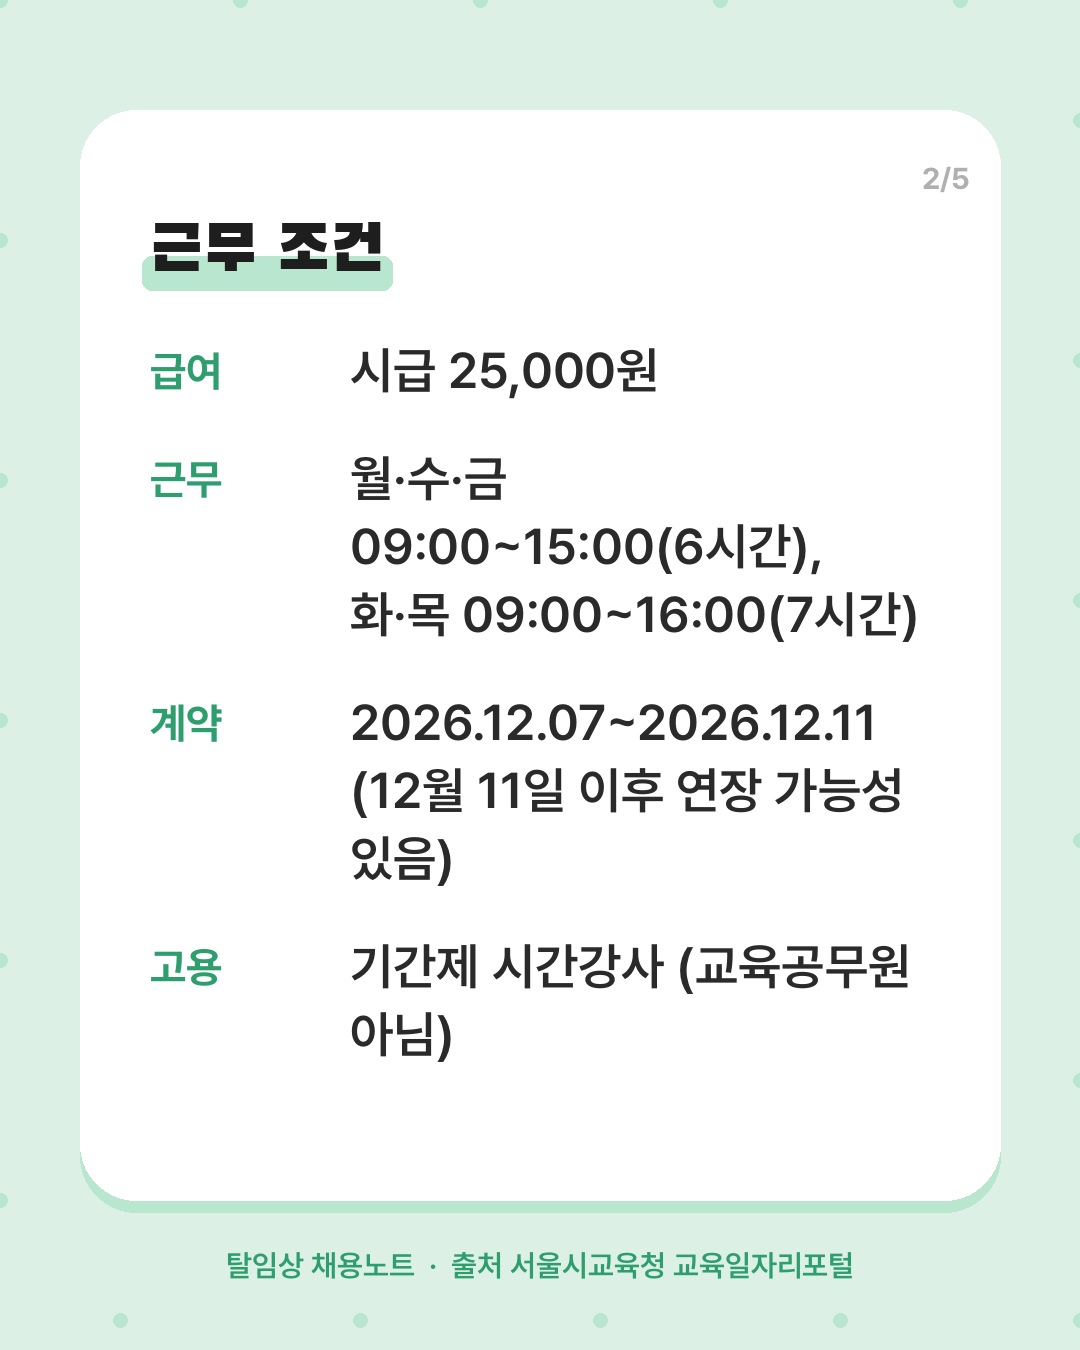 2/5
근무 조건
급여 시급 25,000원
근무 월·수·금
09:00~15:00(6시간),
화·목 09:00~16:00(7시간)
계약 2026.12.07~2026.12.11
(12월 11일 이후 연장 가능성
있음)
고용 기간제 시간강사 (교육공무원
아님)
탈임상 채용노트 · 출처 서울시교육청 교육일자리포털